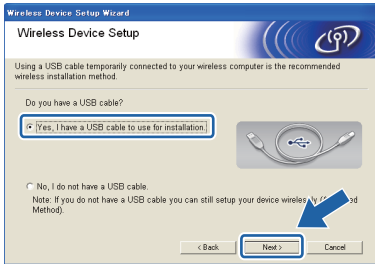 Wireless Device Setup Wizard
Wireless Device Setup
Using a USB cable temporarily connected to your wireless computer is the recommended
wireless installation method.
Do you have a USB cable?
Yes, I have a USB cable to use for installation.
No, I do not have a USB cable.
Note: If you do not have a USB cable you can still setup your device
Method).
< Back
Next >
Cancel